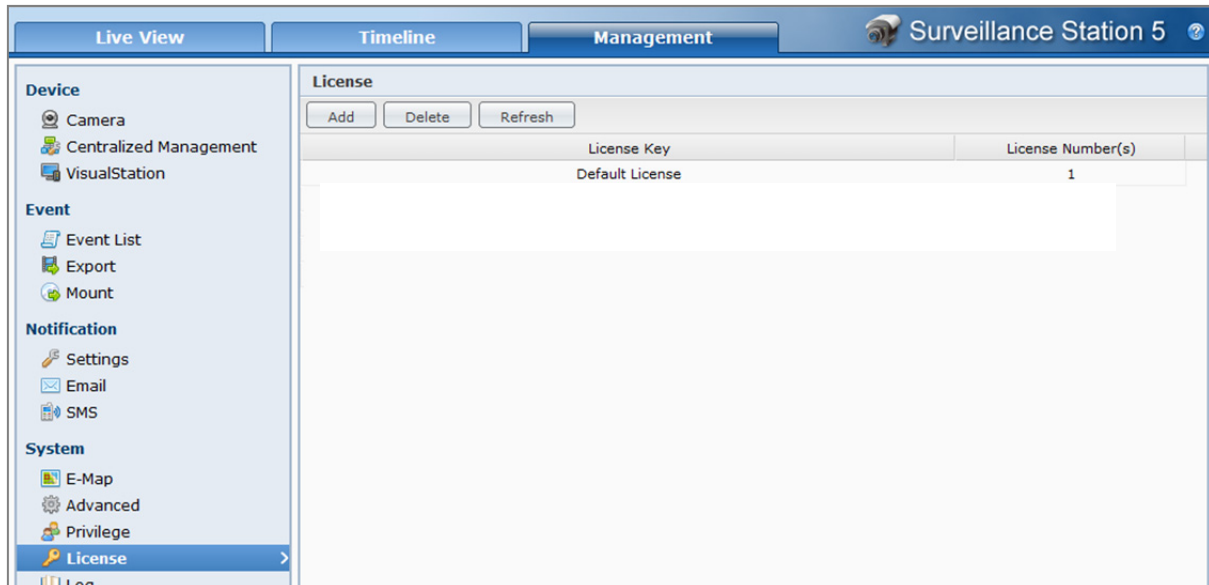 Live View
Timeline
Management
Surveillance Station 5
?
Device
Camera
Centralized Management
VisualStation
Event
Event List
Export
Mount
Notification
Settings
Email
SMS
System
E-Map
Advanced
Privilege
License
Log
License
Add Delete Refresh
License Key License Number(s)
Default License 1